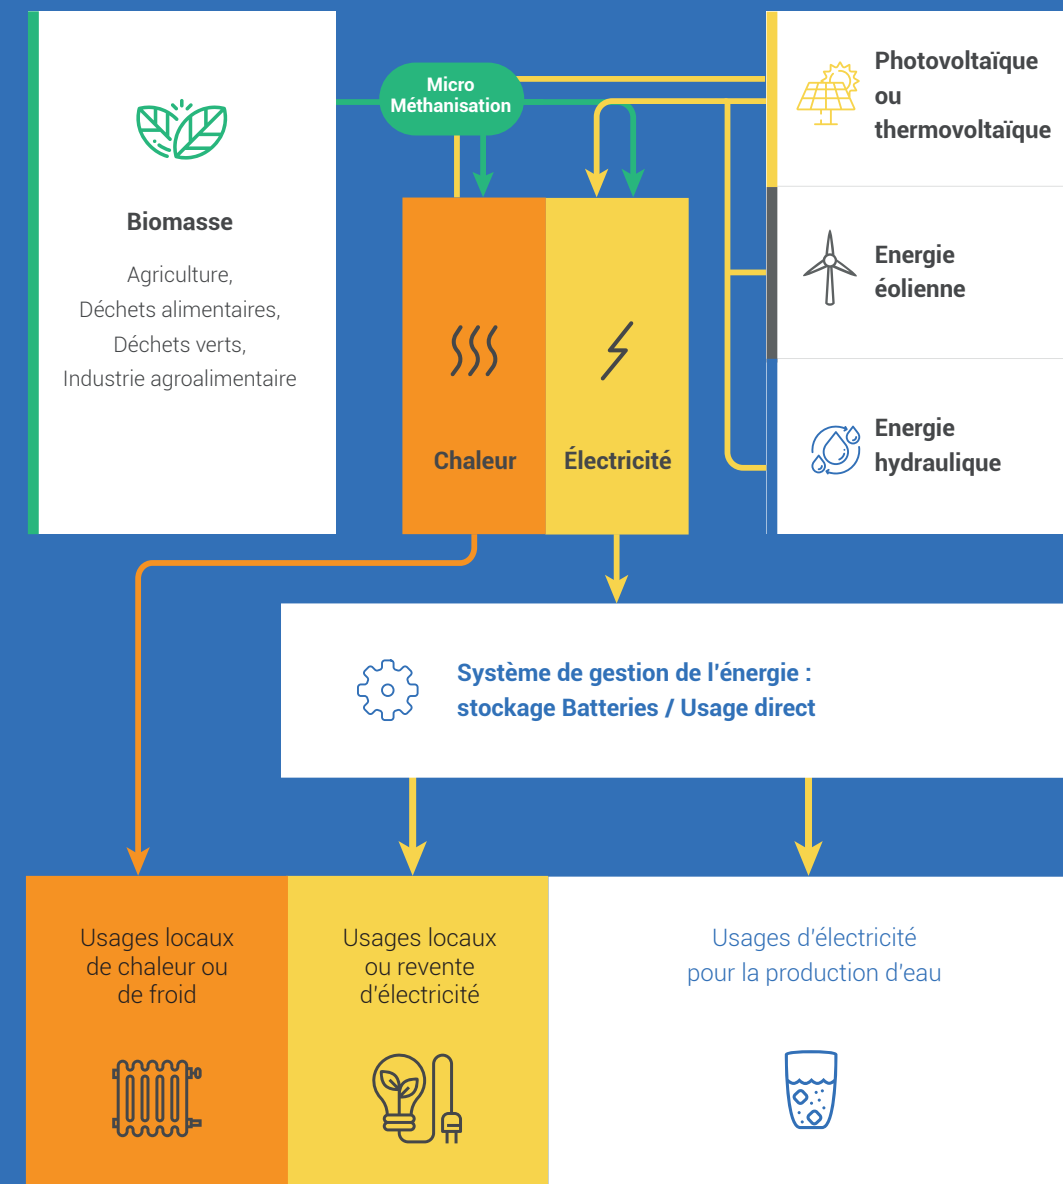 Micro
Méthanisation
Biomasse
Agriculture,
Déchets alimentaires,
Déchets verts,
Industrie agroalimentaire
Chaleur
Électricité
Photovoltaïque
ou
thermovoltaïque
Energie
éolienne
Energie
hydraulique
Système de gestion de l'énergie :
stockage Batteries / Usage direct
Usages locaux
de chaleur ou
de froid
Usages locaux
ou revente
d'électricité
Usages d'électricité
pour la production d'eau